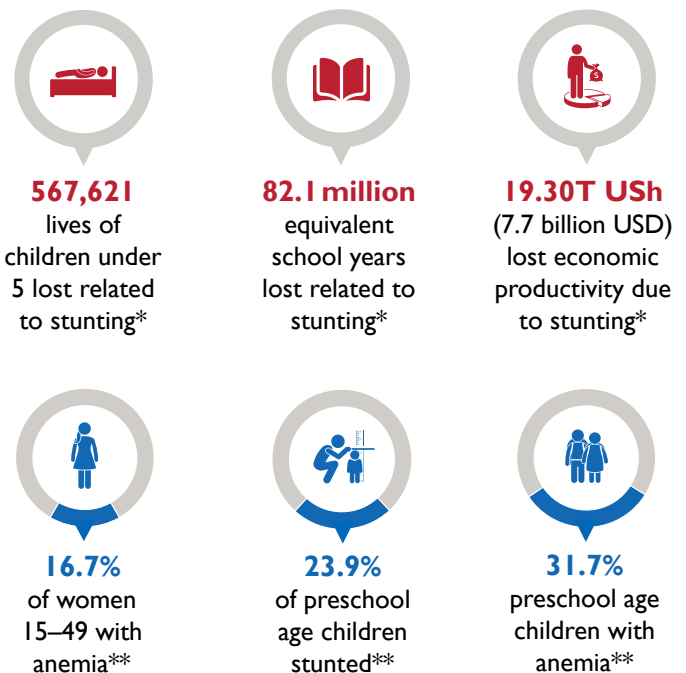 567,621
lives of
children under
5 lost related
to stunting*
82.1 million
equivalent
school years
lost related to
stunting*
$
19.30T USh
(7.7 billion USD)
lost economic
productivity due
to stunting*
16.7%
of women
15–49 with
anemia**
23.9%
of preschool
age children
stunted**
31.7%
preschool age
children with
anemia**